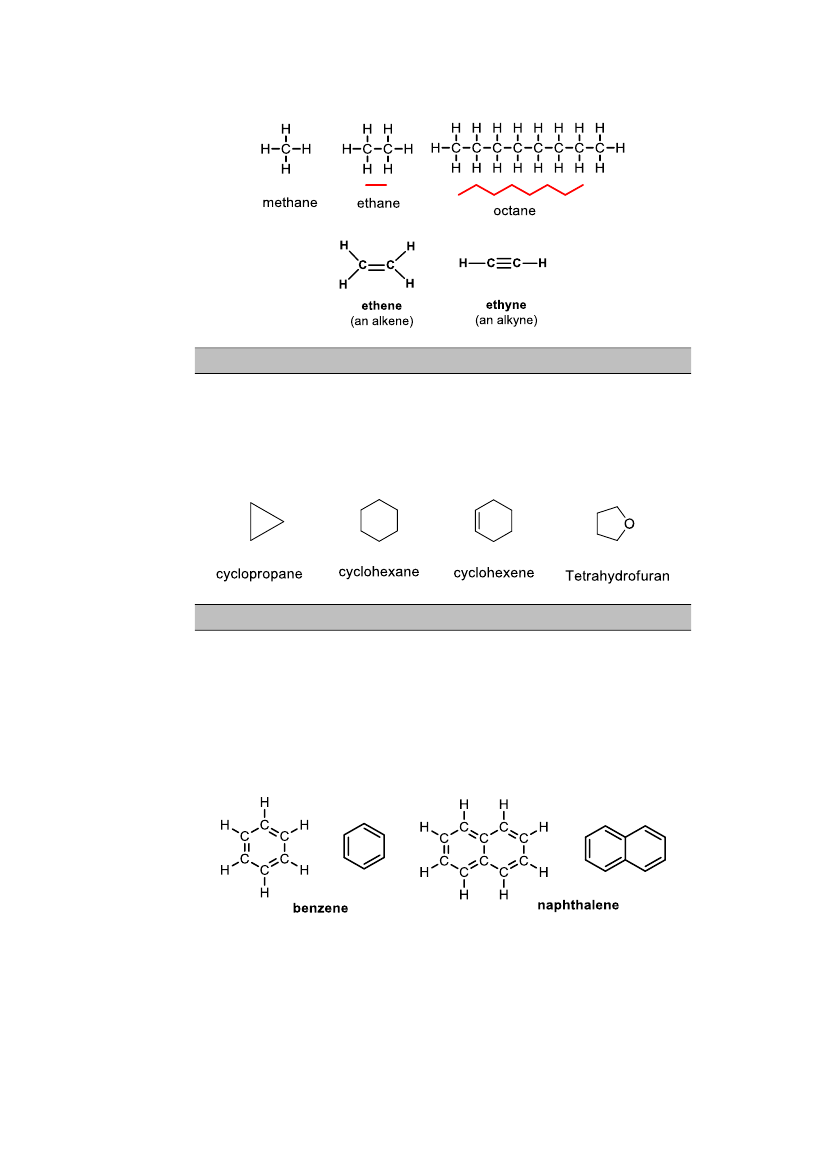 H H H H H H H H H H H
H–C–H H–C–C–H H–C–C–C–C–C–C–C–C–H
H H H H H H H H H H H
methane ethane octane
H H
C=C
H H
H—C≡C—H
ethene ethyne
(an alkene) (an alkyne)
O
cyclopropane cyclohexane cyclohexene Tetrahydrofuran
H H H
H C H H C C H
C C C C C
C C C C C
H C H H C C H
H H H
benzene naphthalene